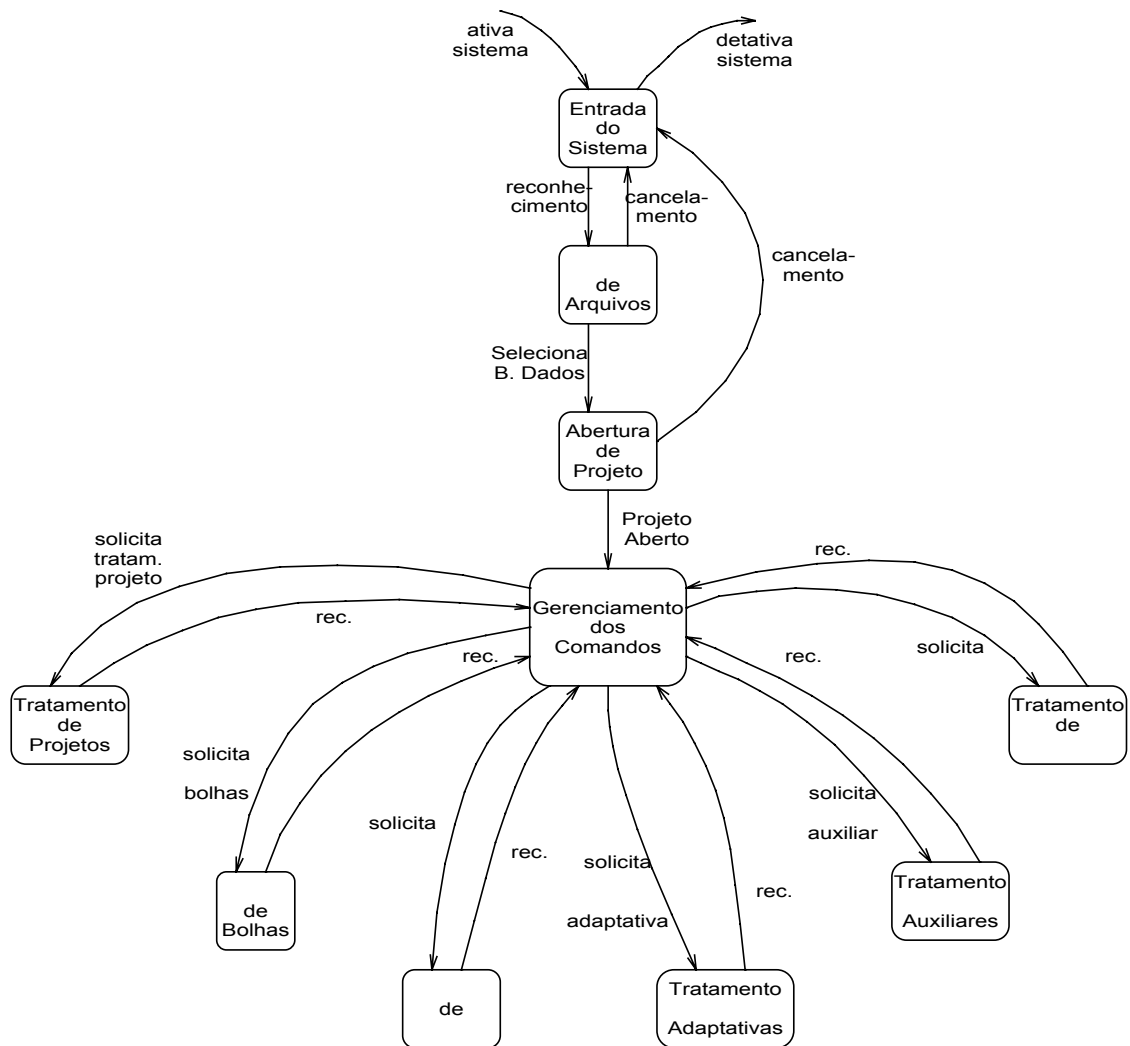 ativa
sistema
detativa
sistema
Entrada
do
Sistema
reconhe-
cimento
cancela-
mento
cancela-
mento
de
Arquivos
Seleciona
B. Dados
Abertura
de
Projeto
Projeto
Aberto
solicita
tratam.
projeto
rec.
rec.
Gerenciamento
dos
Comandos
solicita
rec.
rec.
Tratamento
de
Projetos
Tratamento
de
solicita
bolhas
solicita
rec.
solicita
adaptativa
rec.
solicita
auxiliar
de
Bolhas
Tratamento
Auxiliares
de
Tratamento
Adaptativas